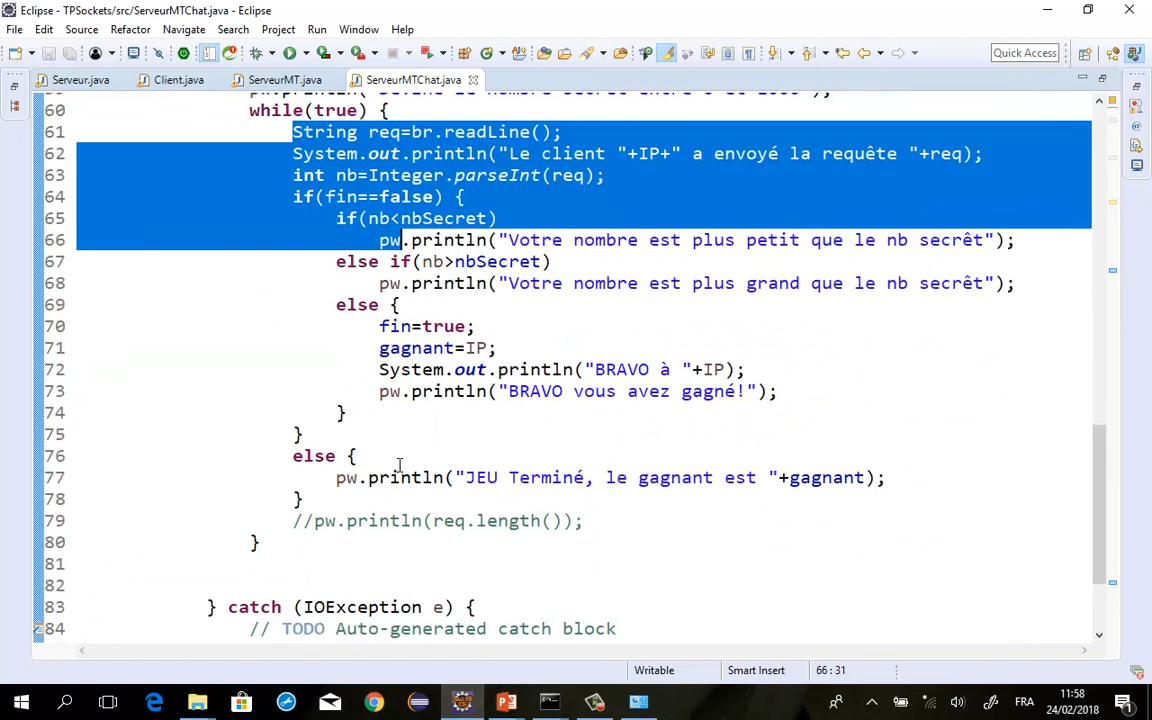 Eclipse - TPSockets/src/ServeurMTChat.java - Eclipse
File Edit Source Refactor Navigate Search Project Run Window Help
Quick Access
Serveur.java Client.java ServeurMT.java ServeurMTChat.java
60 while(true) {
61 String req=br.readLine();
62 System.out.println("Le client "+IP+" a envoyé la requête "+req);
63 int nb=Integer.parseInt(req);
64 if(fin==false) {
65 if(nb<nbSecret)
66 pw.println("Votre nombre est plus petit que le nb secrêt");
67 else if(nb>nbSecret)
68 pw.println("Votre nombre est plus grand que le nb secrêt");
69 else {
70 fin=true;
71 gagnant=IP;
72 System.out.println("BRAVO à "+IP);
73 pw.println("BRAVO vous avez gagné!");
74 }
75 }
76 else {
77 pw.println("JEU Terminé, le gagnant est "+gagnant);
78 }
79 //pw.println(req.length());
80 }
81
82
83 } catch (IOException e) {
84 // TODO Auto-generated catch block
Writable Smart Insert 66 : 31
FRA 11:58
24/02/2018